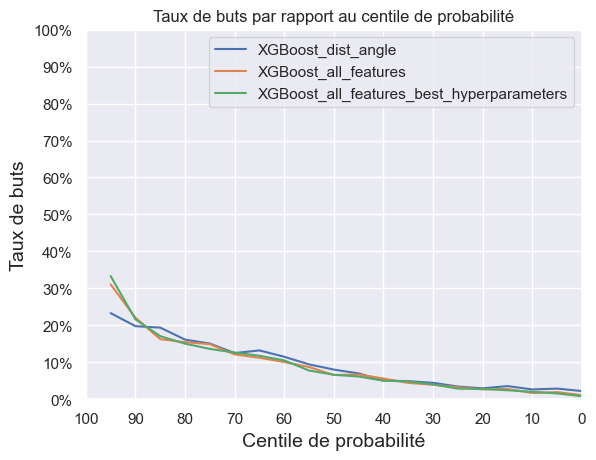 Taux de buts par rapport au centile de probabilité
100%
90%
80%
70%
60%
50%
40%
30%
20%
10%
0%
Taux de buts
XGBoost_dist_angle
XGBoost_all_features
XGBoost_all_features_best_hyperparameters
100 90 80 70 60 50 40 30 20 10 0
Centile de probabilité